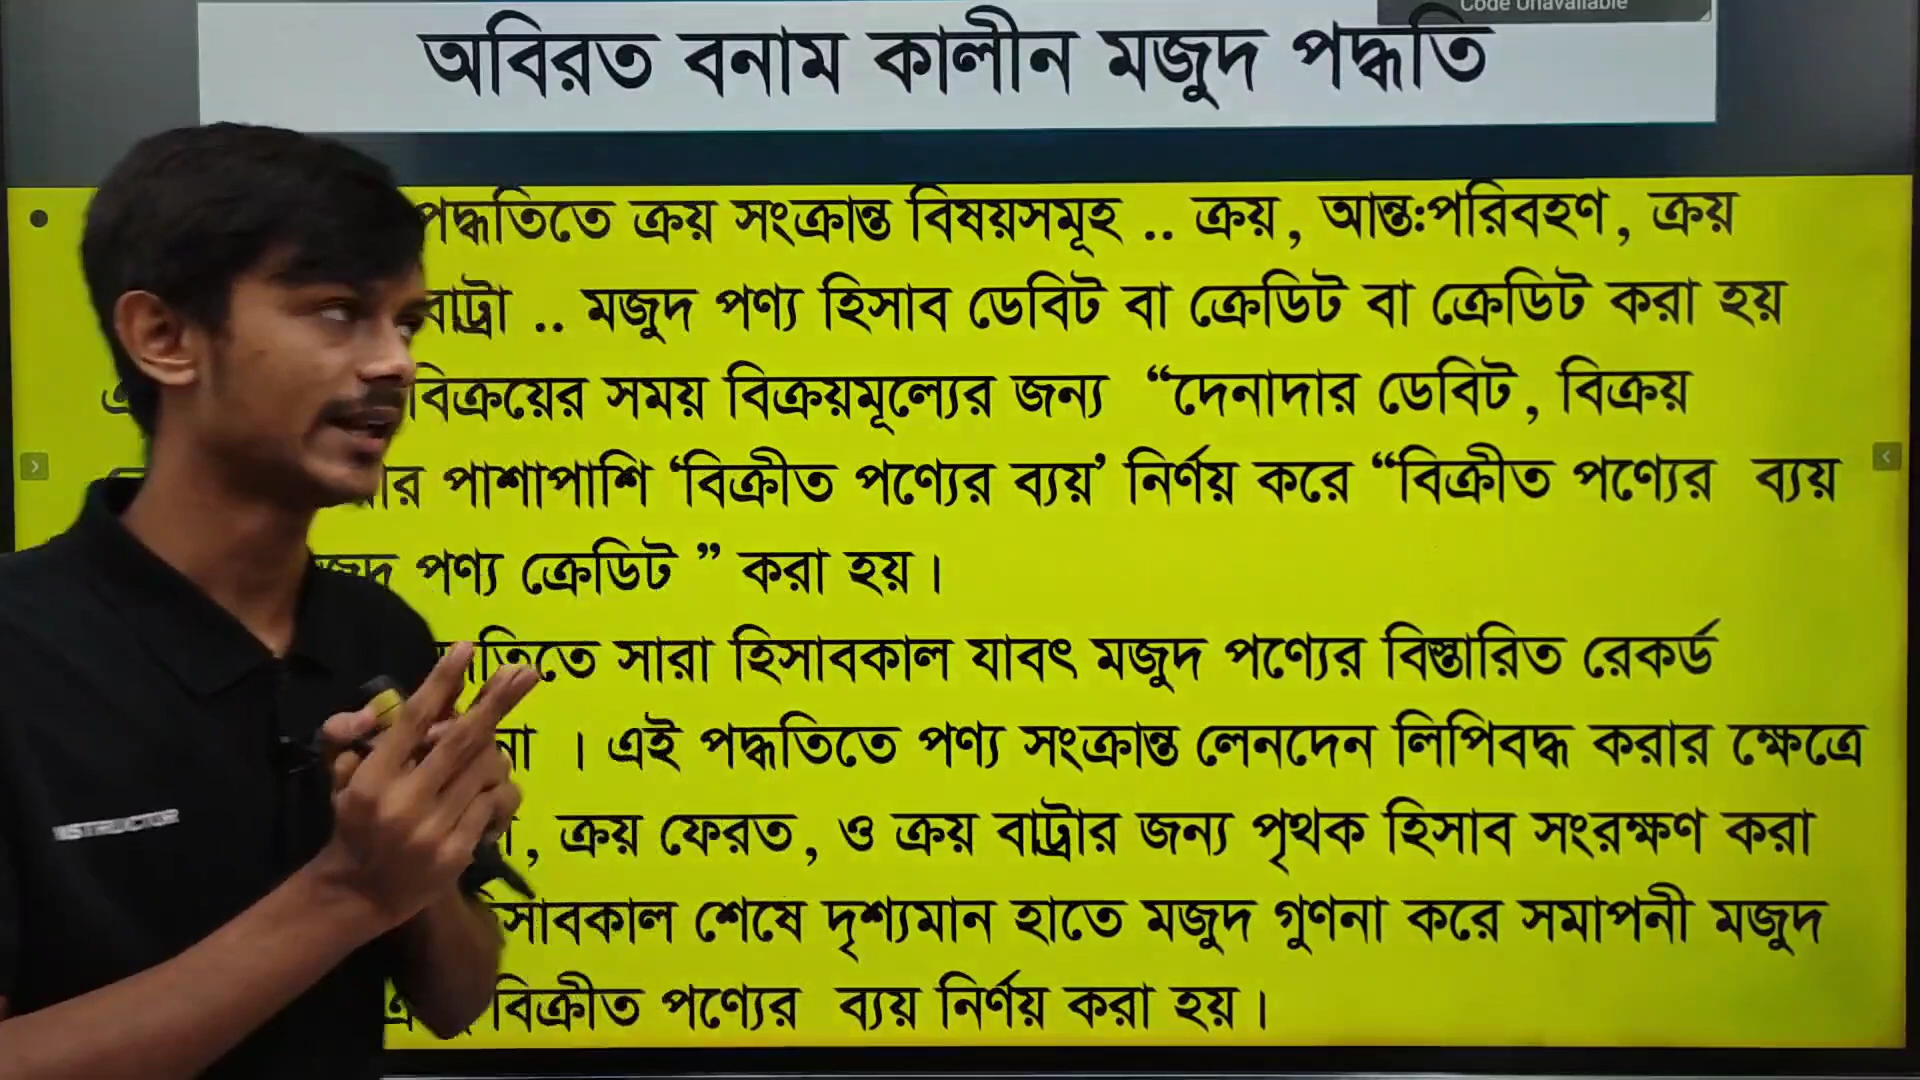 Code Unavailable
অবিরত বনাম কালীন মজুদ পদ্ধতি
পদ্ধতিতে ক্রয় সংক্রান্ত বিষয়সমূহ .. ক্রয়, আন্তঃপরিবহণ, ক্রয়
বাট্রা .. মজুদ পণ্য হিসাব ডেবিট বা ক্রেডিট বা ক্রেডিট করা হয়
বিক্রয়ের সময় বিক্রয়মূল্যের জন্য “দেনাদার ডেবিট, বিক্রয়
পাশাপাশি ‘বিক্রীত পণ্যের ব্যয়’ নির্ণয় করে “বিক্রীত পণ্যের ব্যয়
পণ্য ক্রেডিট ” করা হয়।
সারা হিসাবকাল যাবৎ মজুদ পণ্যের বিস্তারিত রেকর্ড
। এই পদ্ধতিতে পণ্য সংক্রান্ত লেনদেন লিপিবদ্ধ করার ক্ষেত্রে
, ক্রয় ফেরত, ও ক্রয় বাট্রার জন্য পৃথক হিসাব সংরক্ষণ করা
শেষে দৃশ্যমান হাতে মজুদ গুণনা করে সমাপনী মজুদ
বিক্রীত পণ্যের ব্যয় নির্ণয় করা হয়।
INSTRUCTOR